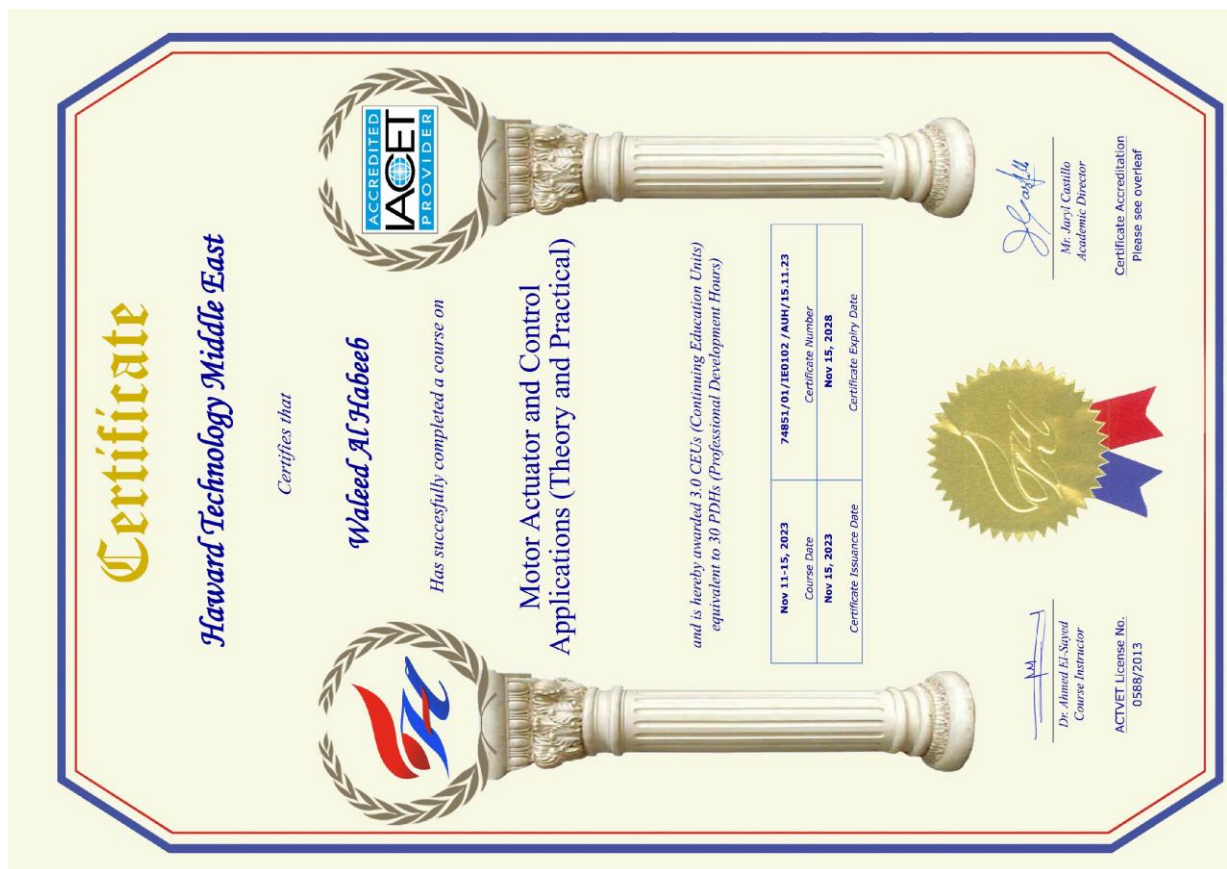 Certificate
Haward Technology Middle East
Certifies that
Waleed Al Habeeb
Has succesfully completed a course on
Motor Actuator and Control
Applications (Theory and Practical)
and is hereby awarded 3.0 CEUs (Continuing Education Units)
equivalent to 30 PDHs (Professional Development Hours)
ACCREDITED
IACET
PROVIDER
Nov 11-15, 2023
Course Date
74851/01/IE0102 /AUH/15.11.23
Certificate Number
Nov 15, 2023
Certificate Issuance Date
Nov 15, 2028
Certificate Expiry Date
Dr. Ahmed El-Sayed
Course Instructor
ACTVET License No.
0588/2013
Mr. Jaryl Castillo
Academic Director
Certificate Accreditation
Please see overleaf